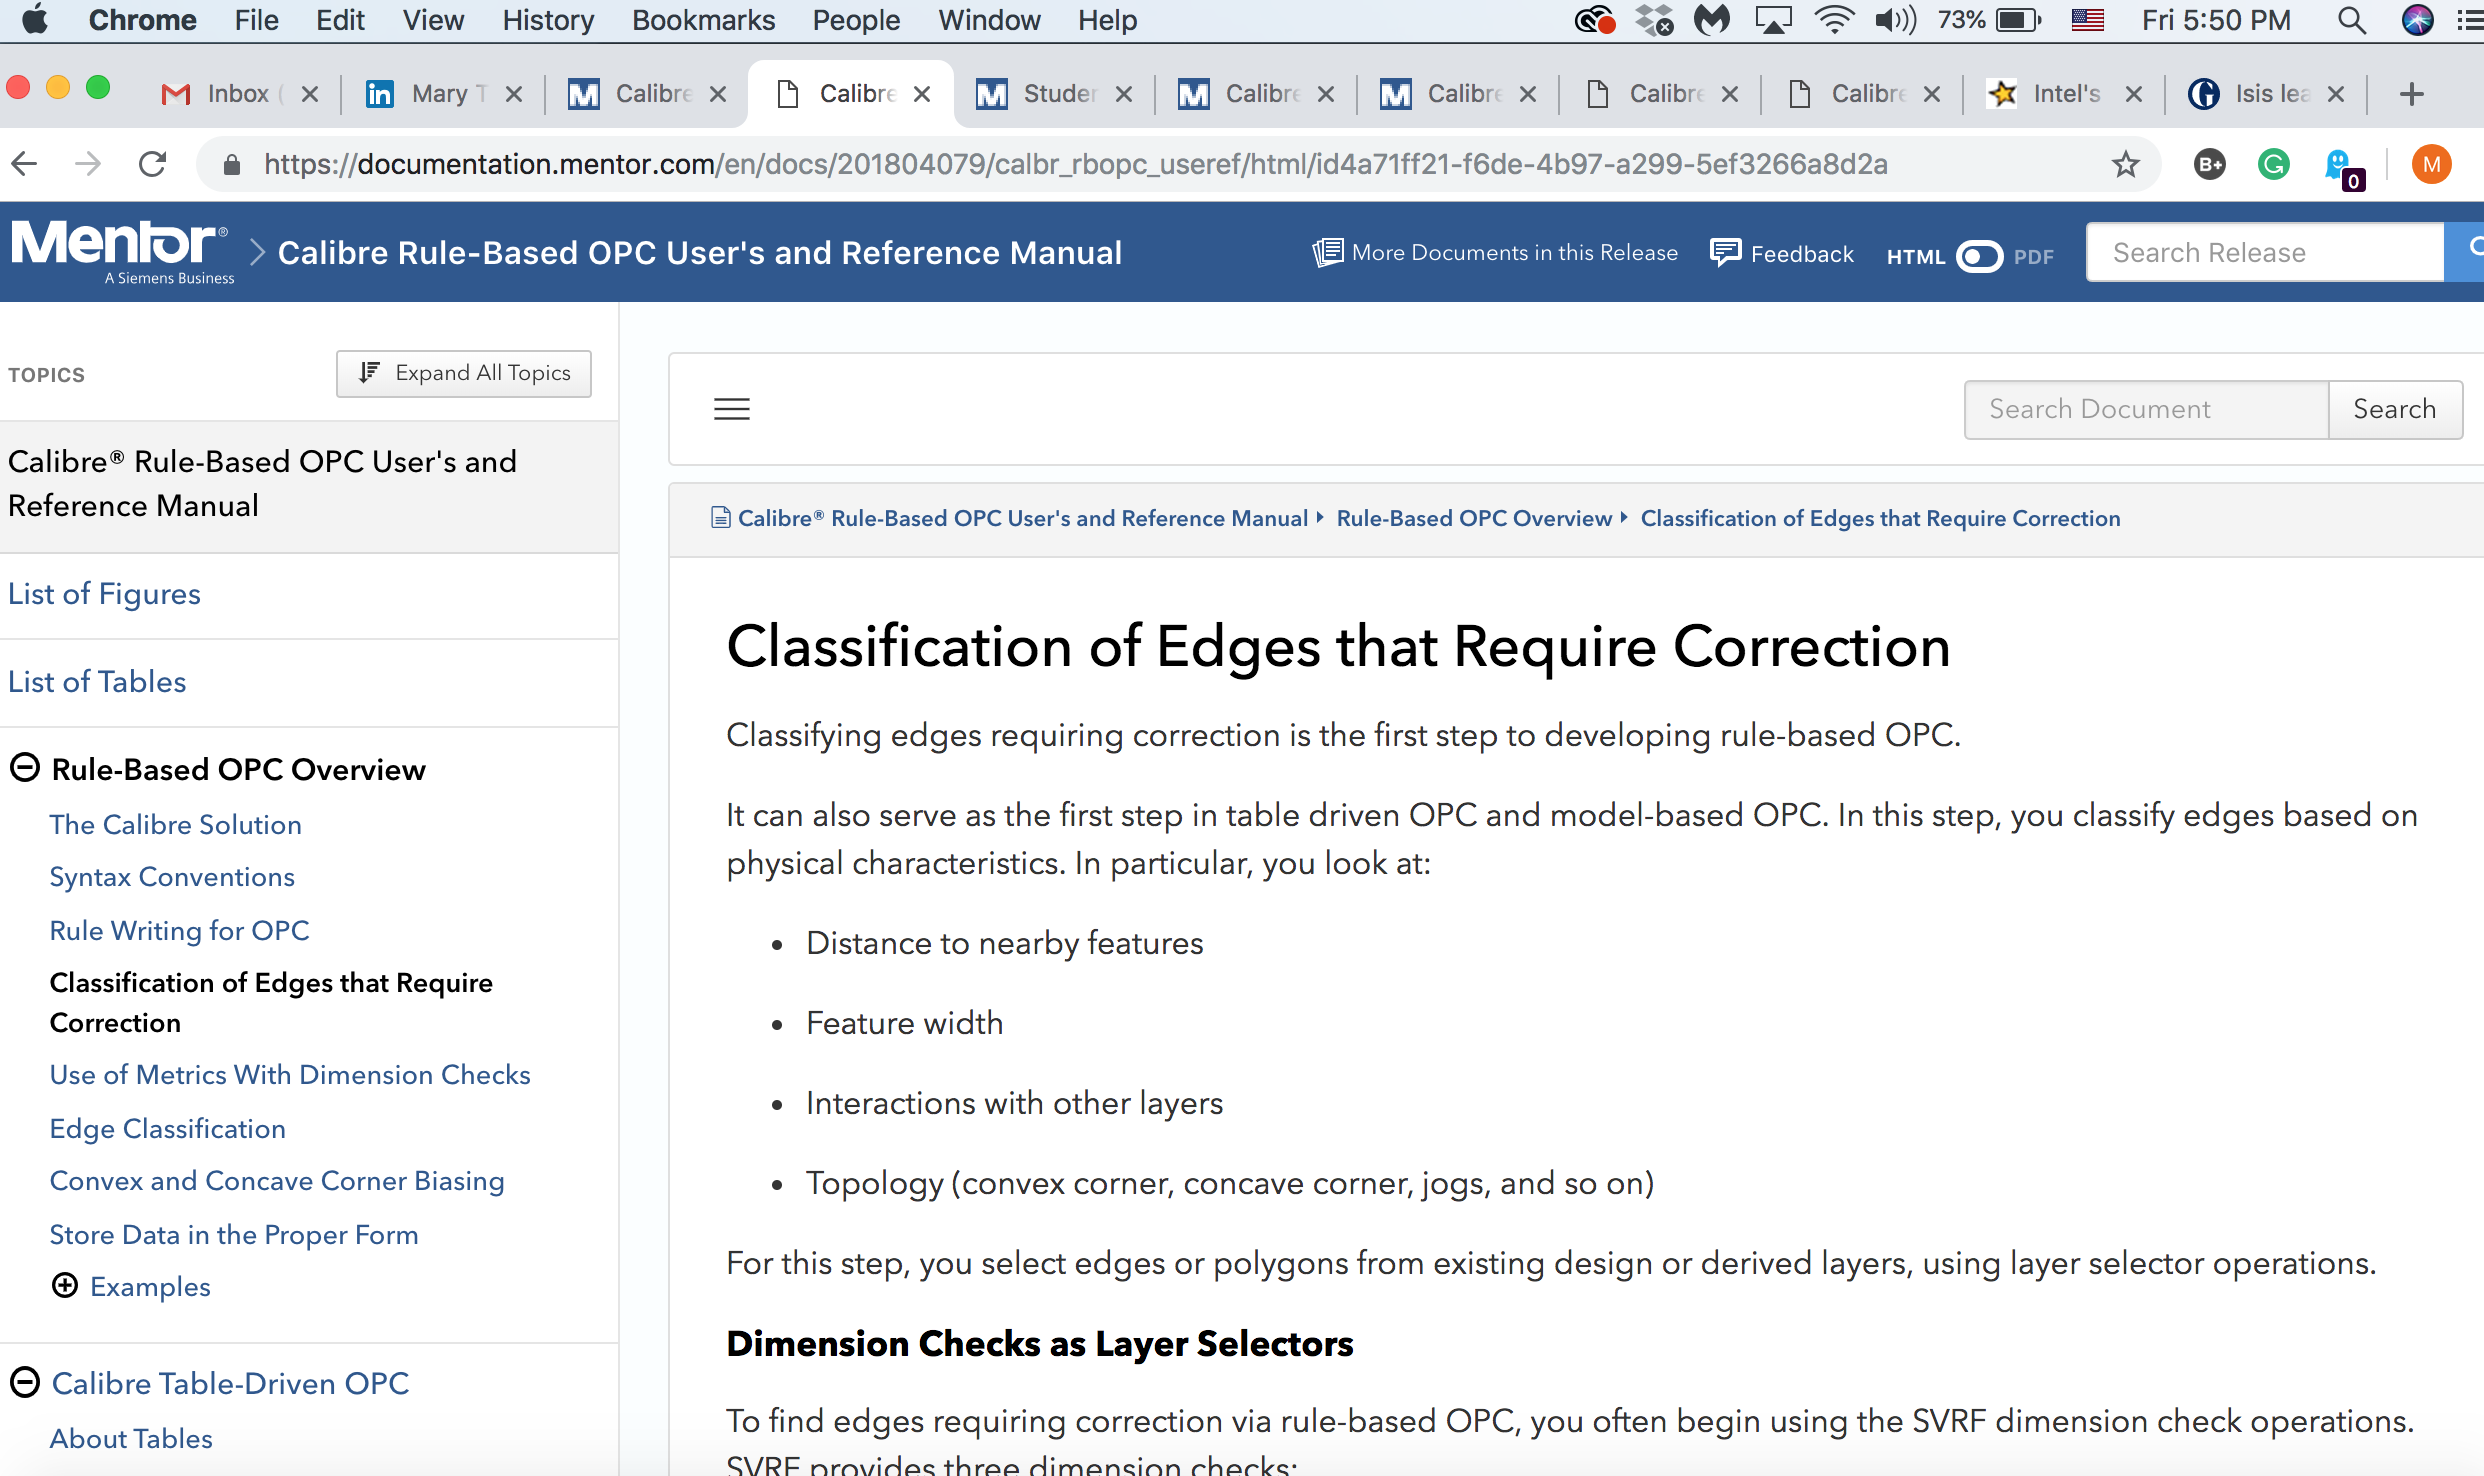 Chrome File Edit View History Bookmarks People Window Help 73% Fri 5:50 PM
Inbox ( Mary T Calibre Calibre Studen Calibre Calibre Calibre Calibre Intel's Isis lea
https://documentation.mentor.com/en/docs/201804079/calbr_rbopc_useref/html/id4a71ff21-f6de-4b97-a299-5ef3266a8d2a B+ G 0 M
Mentor® Calibre Rule-Based OPC User's and Reference Manual More Documents in this Release Feedback HTML PDF Search Release
A Siemens Business
TOPICS Expand All Topics
Calibre® Rule-Based OPC User's and
Reference Manual
List of Figures
List of Tables
Rule-Based OPC Overview
The Calibre Solution
Syntax Conventions
Rule Writing for OPC
Classification of Edges that Require
Correction
Use of Metrics With Dimension Checks
Edge Classification
Convex and Concave Corner Biasing
Store Data in the Proper Form
Examples
Calibre Table-Driven OPC
About Tables
Search Document Search
Calibre® Rule-Based OPC User's and Reference Manual Rule-Based OPC Overview Classification of Edges that Require Correction
Classification of Edges that Require Correction
Classifying edges requiring correction is the first step to developing rule-based OPC.
It can also serve as the first step in table driven OPC and model-based OPC. In this step, you classify edges based on
physical characteristics. In particular, you look at:
• Distance to nearby features
• Feature width
• Interactions with other layers
• Topology (convex corner, concave corner, jogs, and so on)
For this step, you select edges or polygons from existing design or derived layers, using layer selector operations.
Dimension Checks as Layer Selectors
To find edges requiring correction via rule-based OPC, you often begin using the SVRF dimension check operations.
SVRF provides three dimension checks: